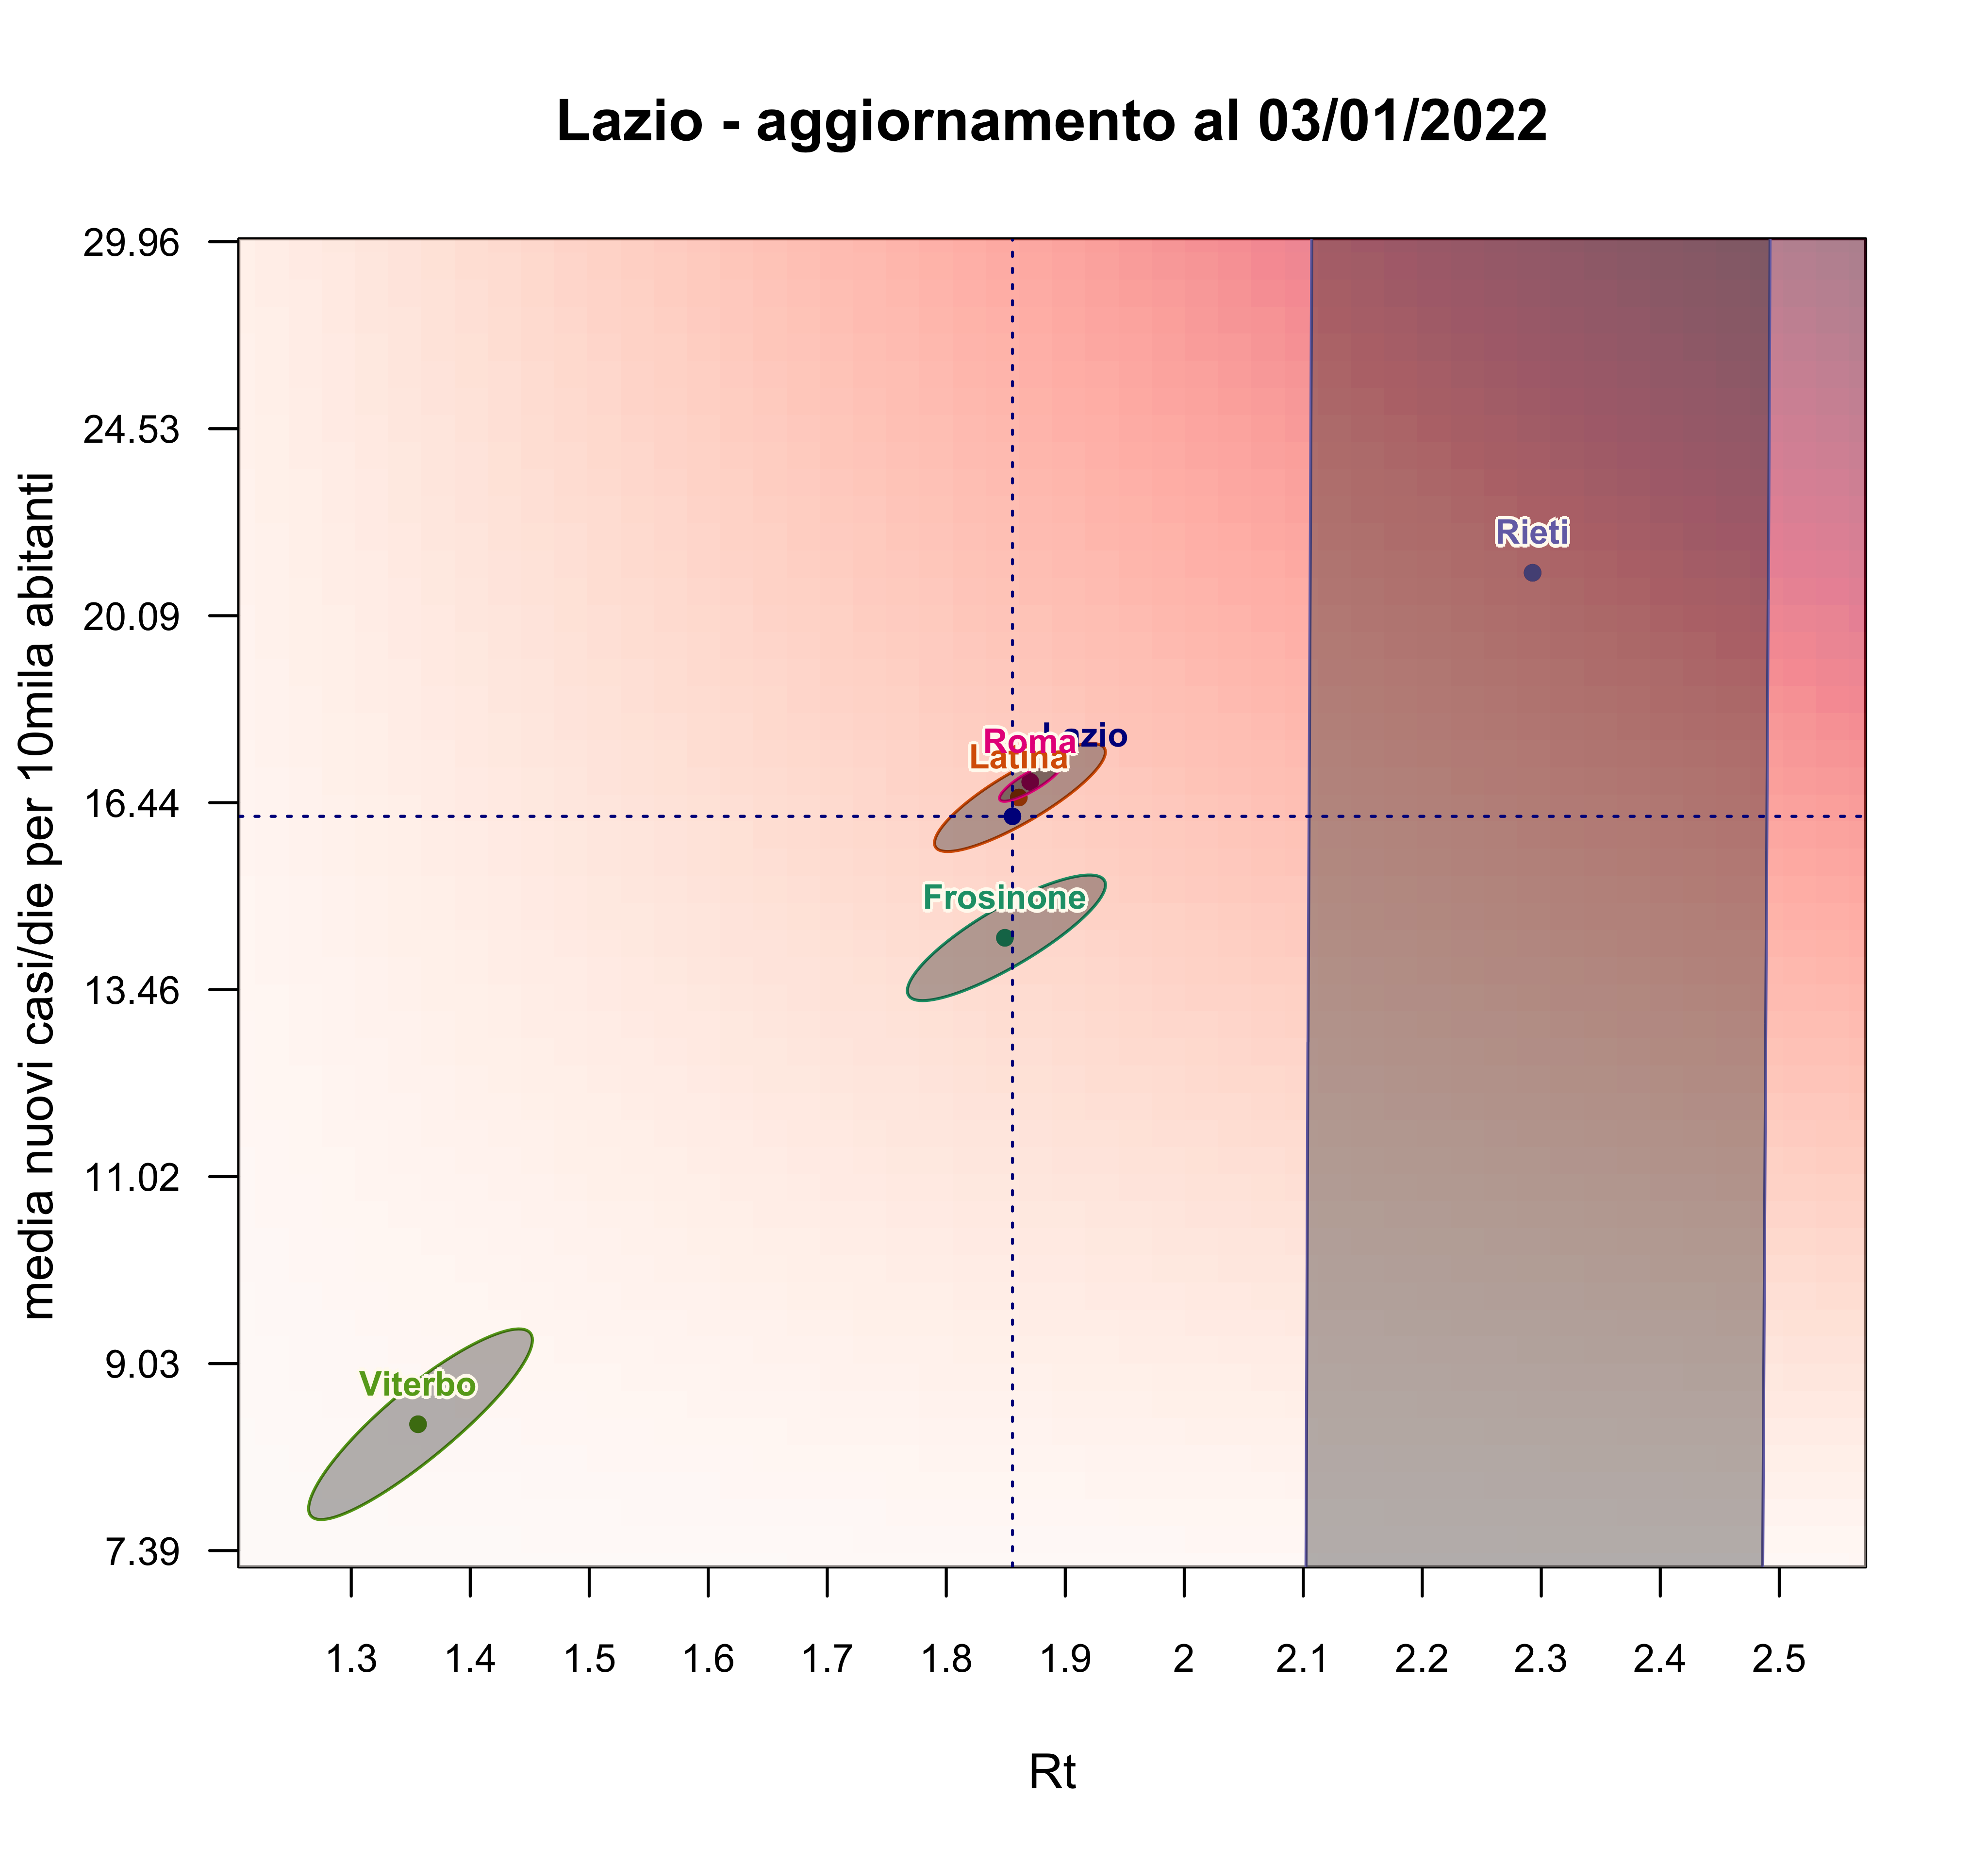 Lazio - aggiornamento al 03/01/2022
media nuovi casi/die per 10mila abitanti
29.96
24.53
20.09
16.44
13.46
11.02
9.03
7.39
Rieti
Lazio
Roma
Latina
Frosinone
Viterbo
1.3 1.4 1.5 1.6 1.7 1.8 1.9 2 2.1 2.2 2.3 2.4 2.5
Rt